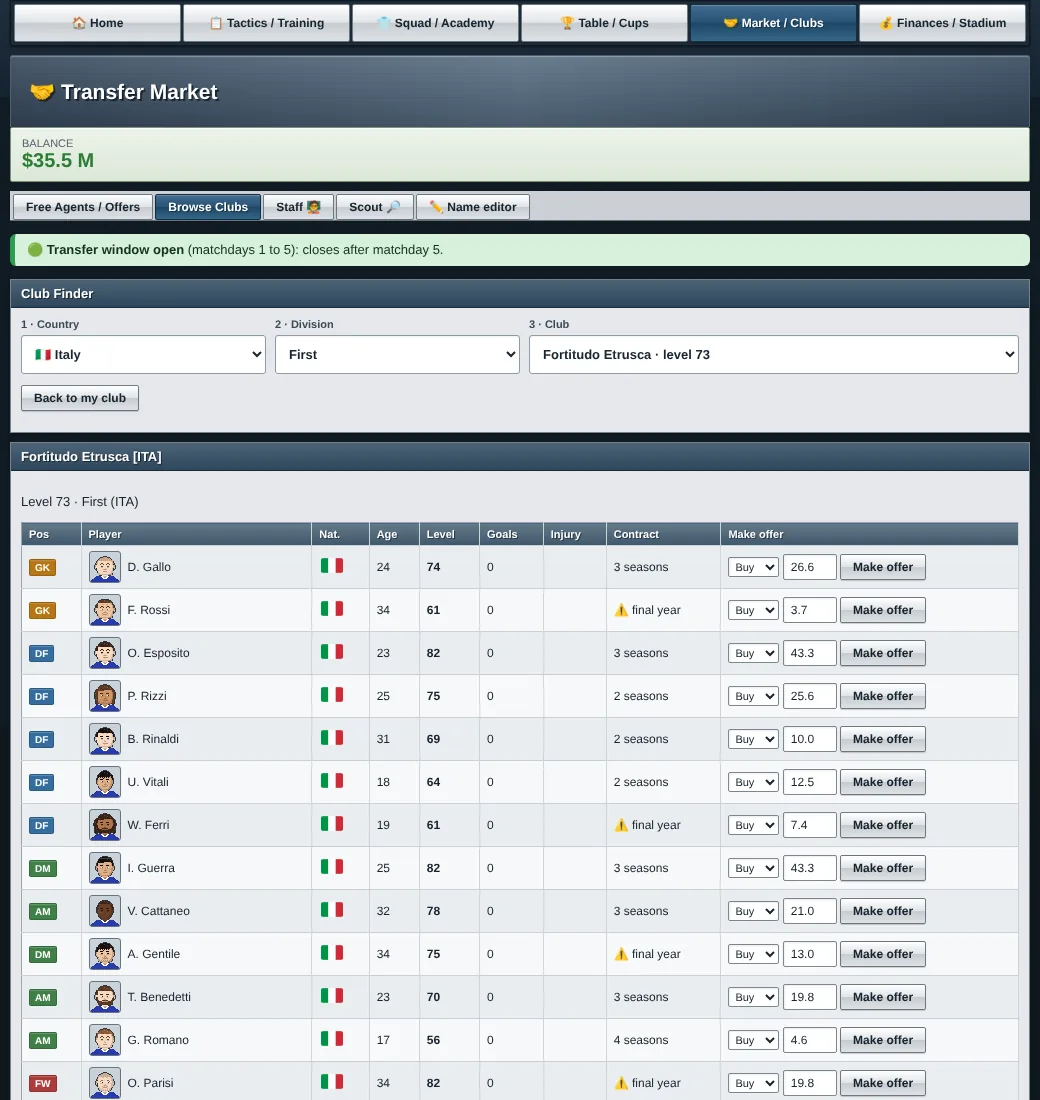 🏠 Home 📋 Tactics / Training 👕 Squad / Academy 🏆 Table / Cups 🤝 Market / Clubs 💰 Finances / Stadium
🤝 Transfer Market
BALANCE
$35.5 M
Free Agents / Offers Browse Clubs Staff 🧑‍🏫 Scout 🔎 ✏️ Name editor
🟢 Transfer window open (matchdays 1 to 5): closes after matchday 5.
Club Finder
1 · Country 2 · Division 3 · Club
🇮🇹 Italy First Fortitudo Etrusca · level 73
Back to my club
Fortitudo Etrusca [ITA]
Level 73 · First (ITA)
Pos Player Nat. Age Level Goals Injury Contract Make offer
GK D. Gallo 24 74 0 3 seasons Buy 26.6 Make offer
GK F. Rossi 34 61 0 ⚠️ final year Buy 3.7 Make offer
DF O. Esposito 23 82 0 3 seasons Buy 43.3 Make offer
DF P. Rizzi 25 75 0 2 seasons Buy 25.6 Make offer
DF B. Rinaldi 31 69 0 2 seasons Buy 10.0 Make offer
DF U. Vitali 18 64 0 2 seasons Buy 12.5 Make offer
DF W. Ferri 19 61 0 ⚠️ final year Buy 7.4 Make offer
DM I. Guerra 25 82 0 3 seasons Buy 43.3 Make offer
AM V. Cattaneo 32 78 0 3 seasons Buy 21.0 Make offer
DM A. Gentile 34 75 0 ⚠️ final year Buy 13.0 Make offer
AM T. Benedetti 23 70 0 3 seasons Buy 19.8 Make offer
AM G. Romano 17 56 0 4 seasons Buy 4.6 Make offer
FW O. Parisi 34 82 0 ⚠️ final year Buy 19.8 Make offer